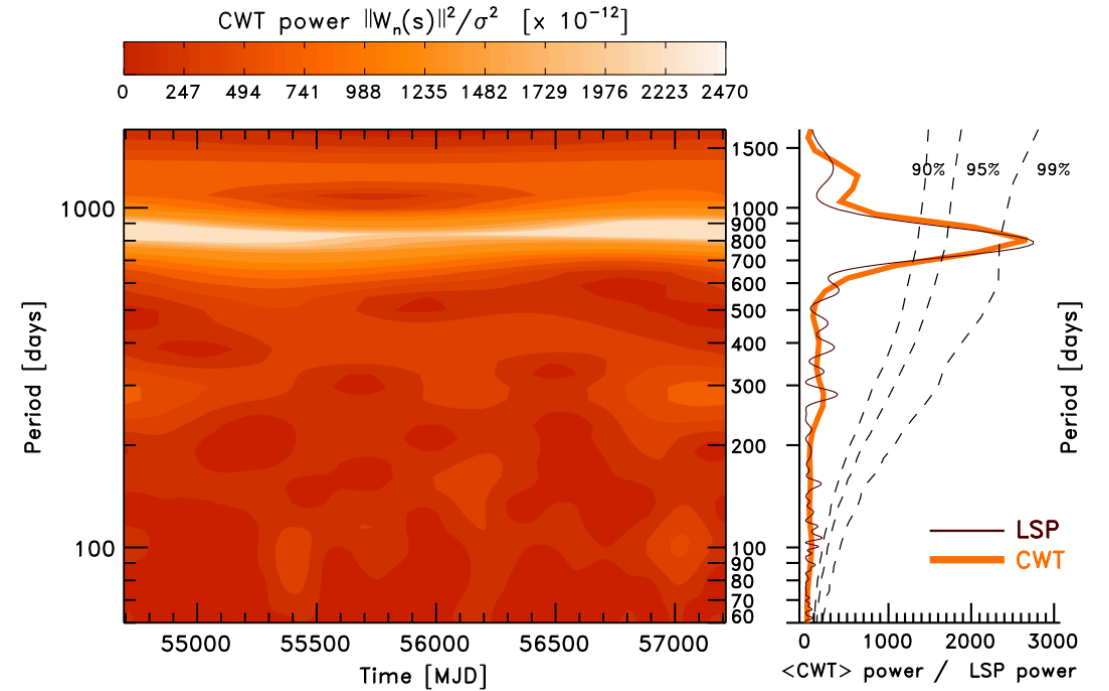 CWT power ||Wn(s)||²/σ² [x 10⁻¹²]
0 247 494 741 988 1235 1482 1729 1976 2223 2470
Period [days]
1000
100
55000 55500 56000 56500 57000
Time [MJD]
1500
1000
900
800
700
600
500
400
300
200
100
90
80
70
60
90% 95% 99%
Period [days]
LSP
CWT
0 1000 2000 3000
<CWT> power / LSP power